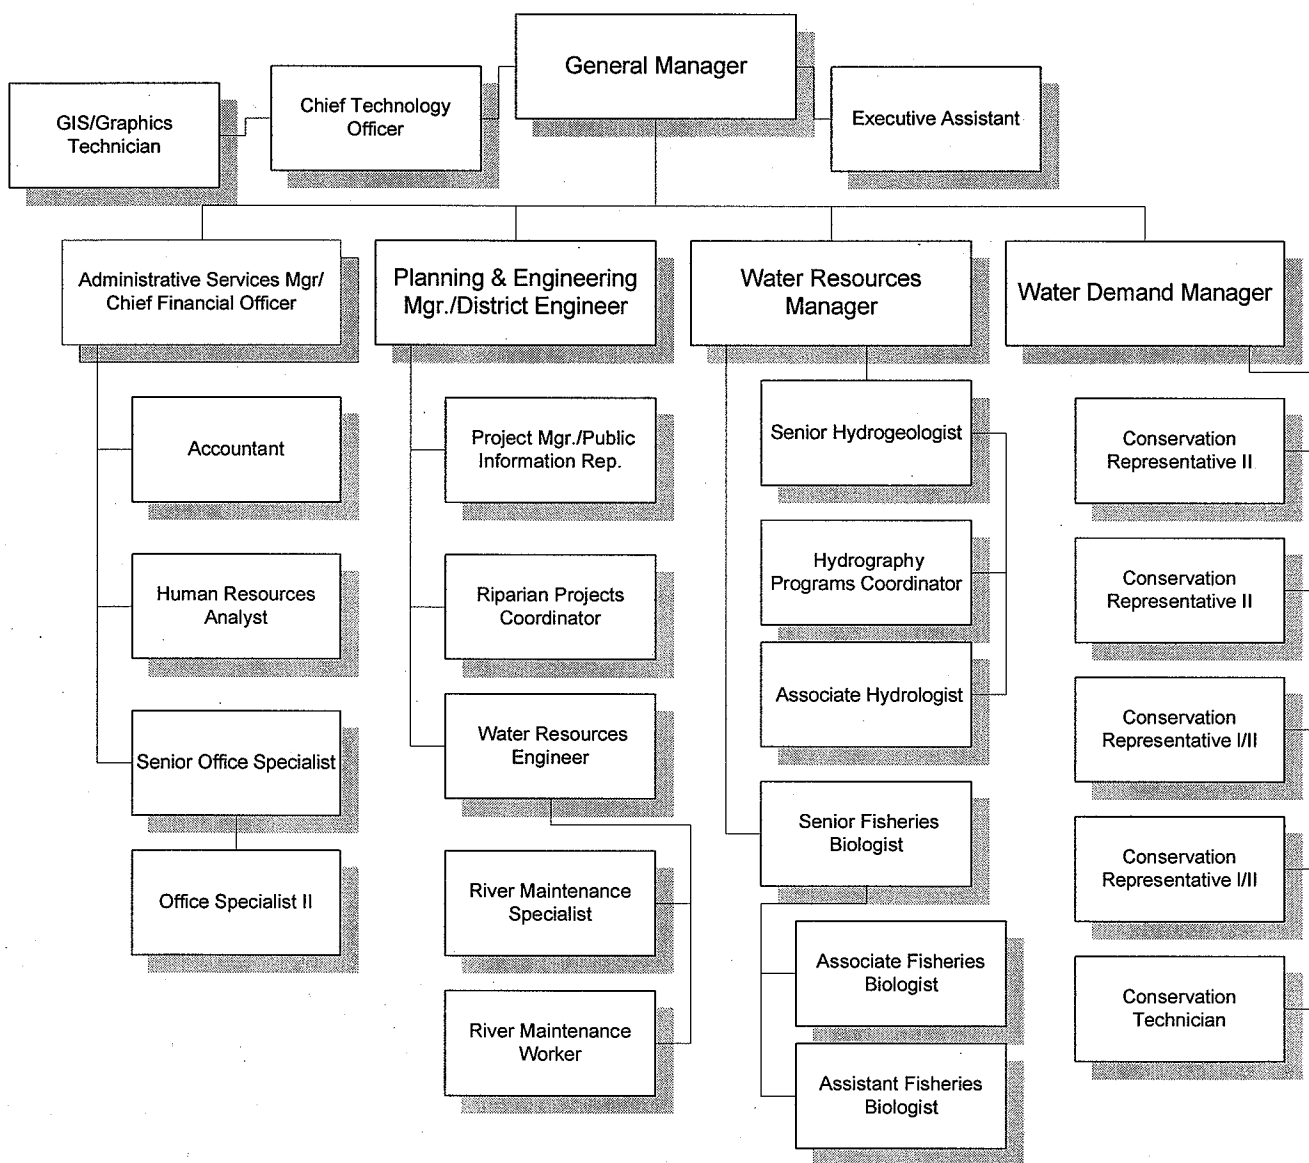 General Manager
Chief Technology
Officer
GIS/Graphics
Technician
Executive Assistant
Administrative Services Mgr/
Chief Financial Officer
Planning & Engineering
Mgr./District Engineer
Water Resources
Manager
Water Demand Manager
Accountant
Human Resources
Analyst
Senior Office Specialist
Office Specialist II
Project Mgr./Public
Information Rep.
Riparian Projects
Coordinator
Water Resources
Engineer
River Maintenance
Specialist
River Maintenance
Worker
Senior Hydrogeologist
Hydrography
Programs Coordinator
Associate Hydrologist
Senior Fisheries
Biologist
Associate Fisheries
Biologist
Assistant Fisheries
Biologist
Conservation
Representative II
Conservation
Representative II
Conservation
Representative I/II
Conservation
Representative I/II
Conservation
Technician